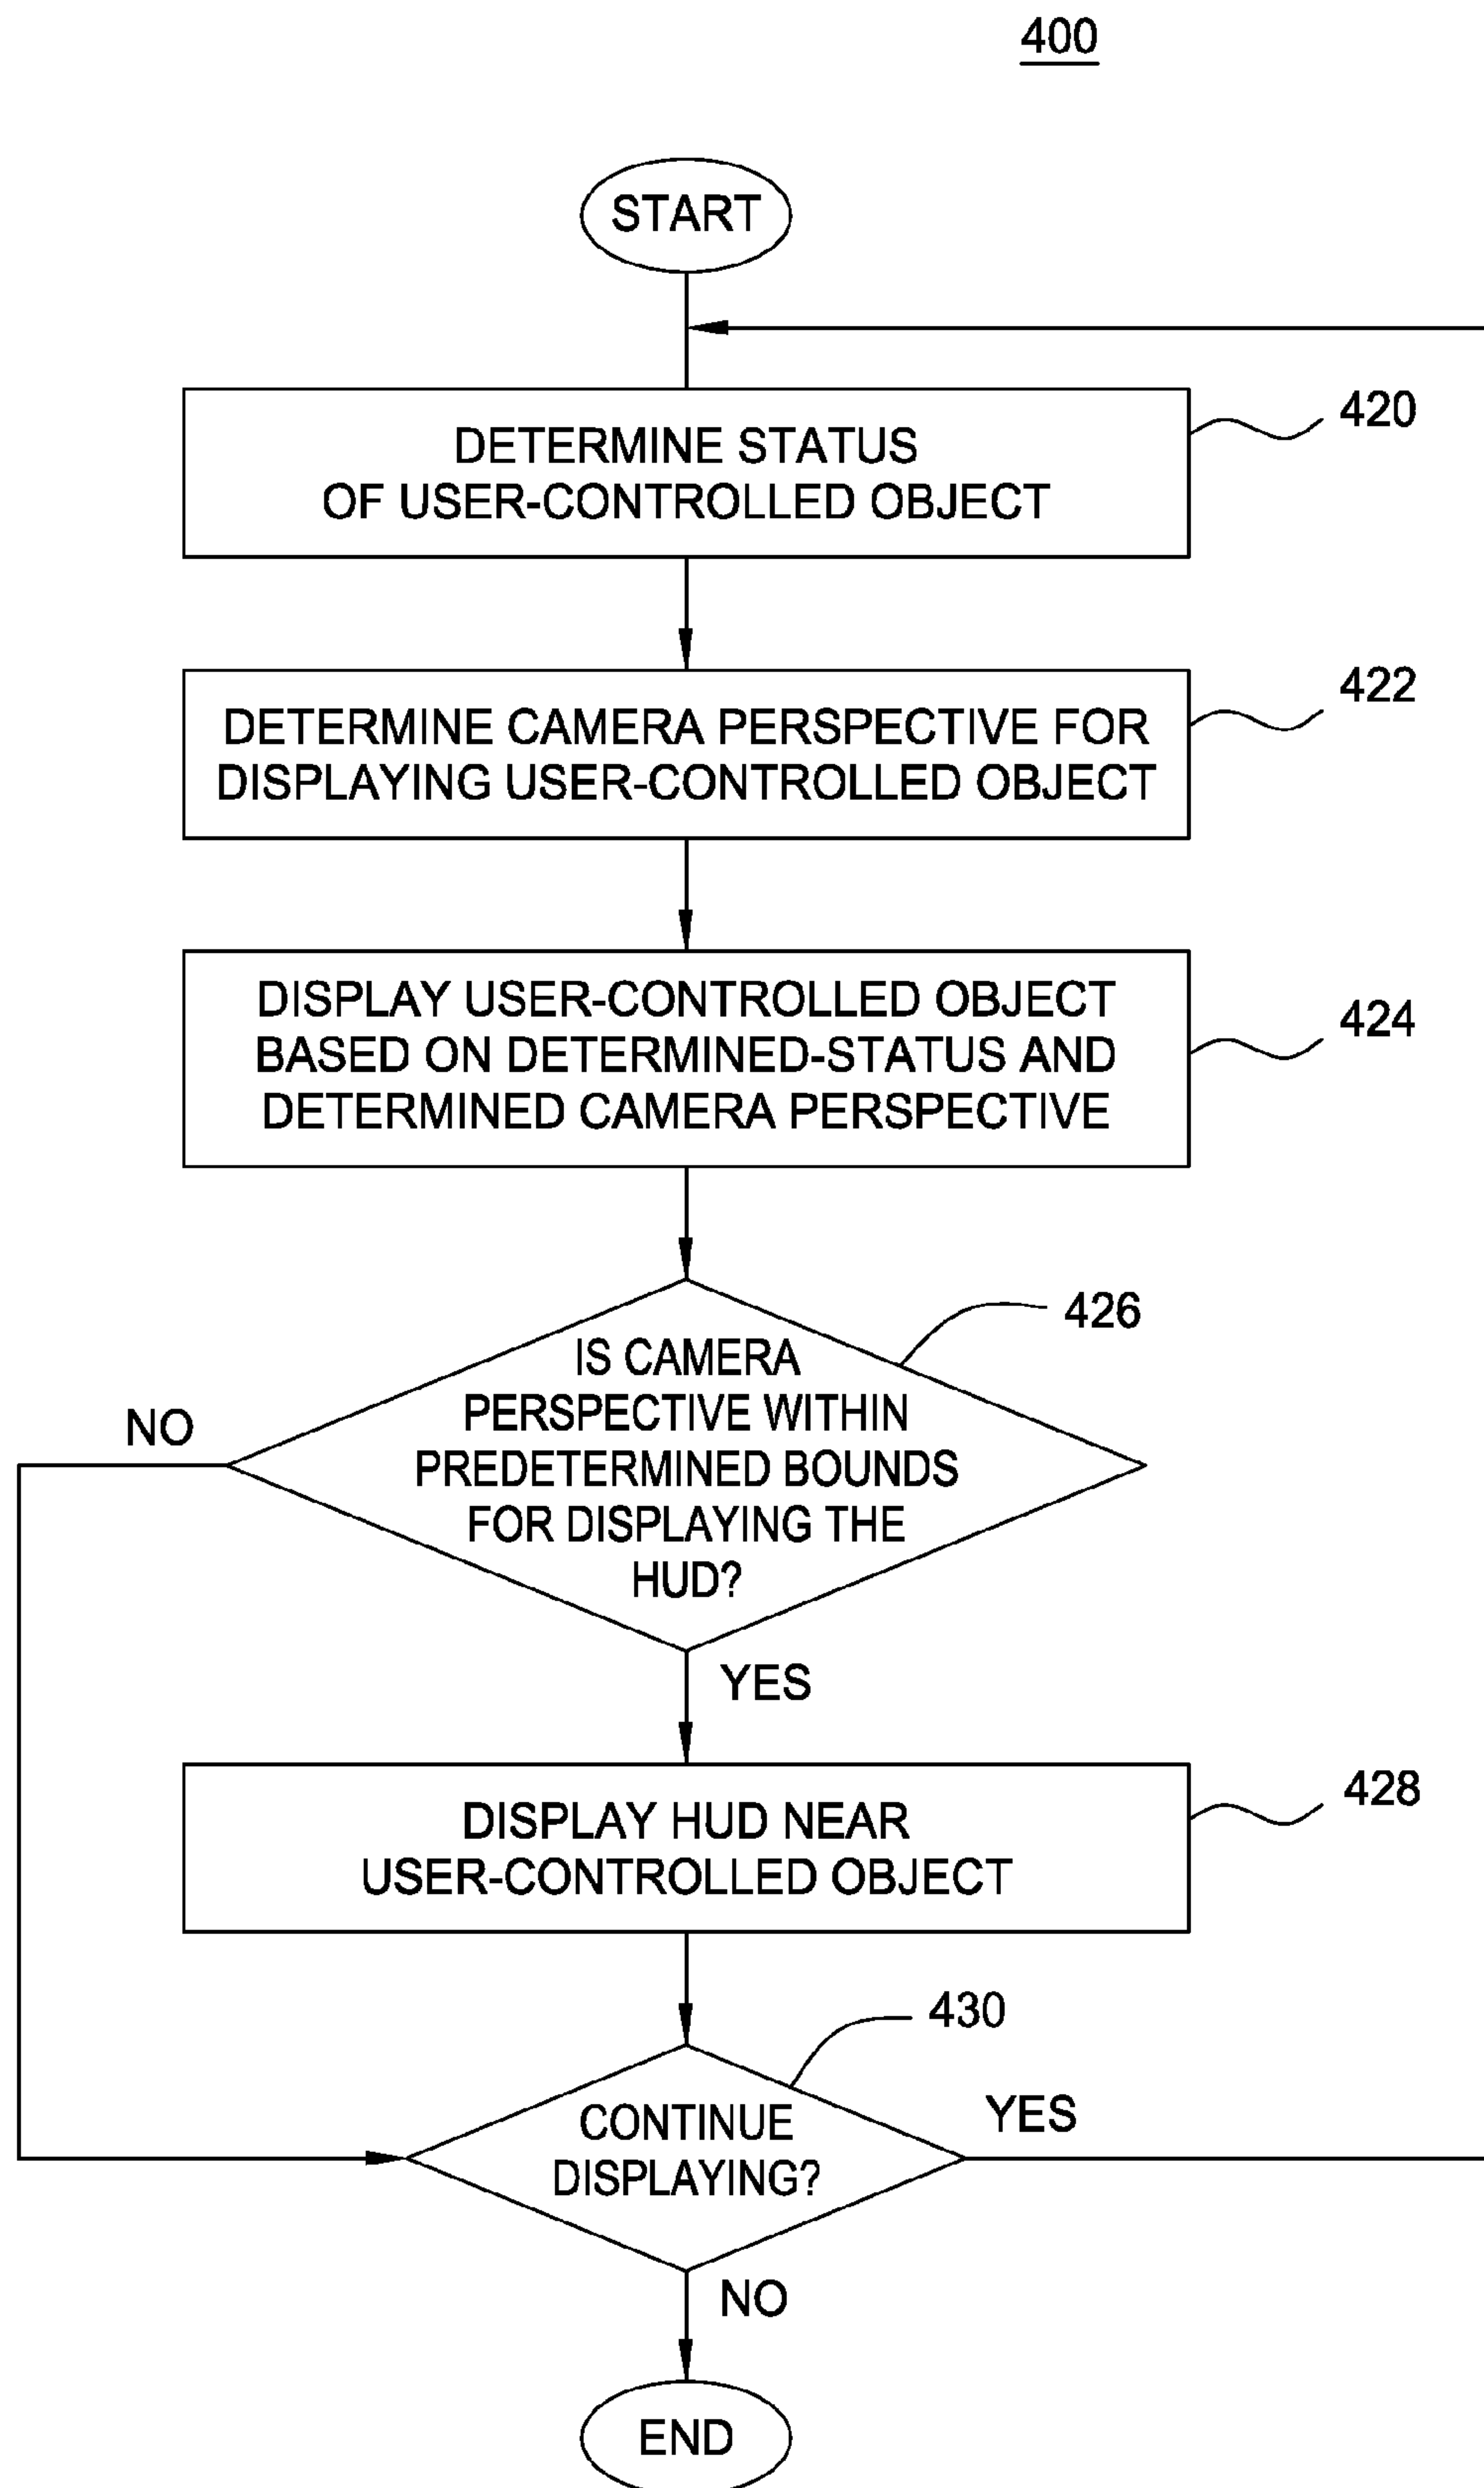 400
START
DETERMINE STATUS
OF USER-CONTROLLED OBJECT
420
DETERMINE CAMERA PERSPECTIVE FOR
DISPLAYING USER-CONTROLLED OBJECT
422
DISPLAY USER-CONTROLLED OBJECT
BASED ON DETERMINED-STATUS AND
DETERMINED CAMERA PERSPECTIVE
424
IS CAMERA
PERSPECTIVE WITHIN
PREDETERMINED BOUNDS
FOR DISPLAYING THE
HUD?
426
NO
YES
DISPLAY HUD NEAR
USER-CONTROLLED OBJECT
428
CONTINUE
DISPLAYING?
430
YES
NO
END